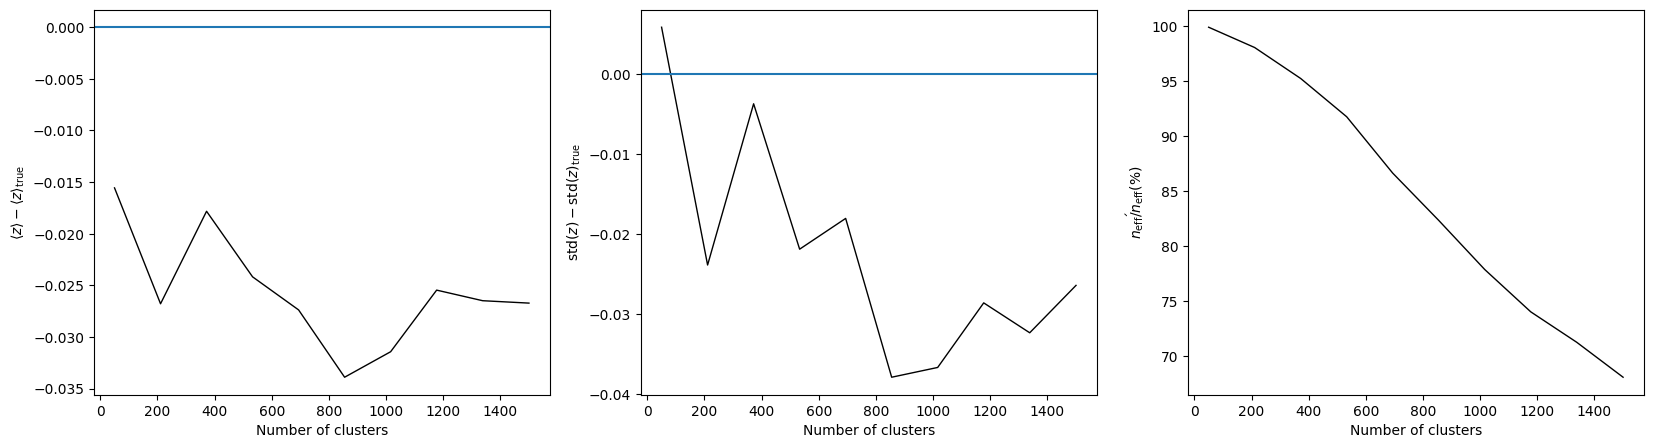 0.000
−0.005
−0.010
−0.015
−0.020
−0.025
−0.030
−0.035
⟨z⟩ − ⟨z⟩true
0 200 400 600 800 1000 1200 1400
Number of clusters
0.00
−0.01
−0.02
−0.03
−0.04
std(z) − std(z)true
0 200 400 600 800 1000 1200 1400
Number of clusters
100
95
90
85
80
75
70
n′eff/neff(%)
0 200 400 600 800 1000 1200 1400
Number of clusters